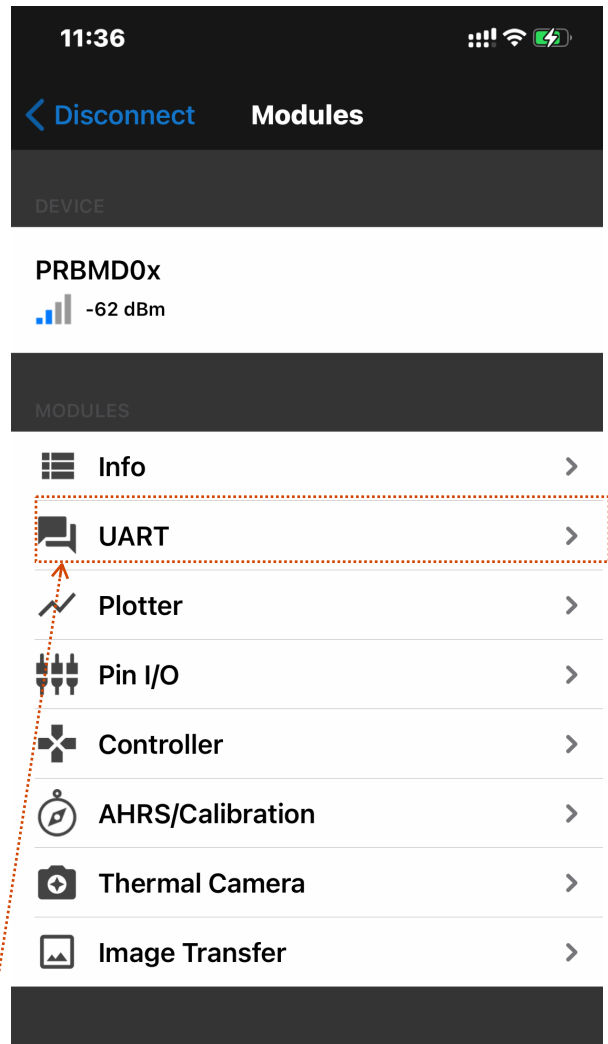 11:36
Disconnect Modules
DEVICE
PRBMD0x
-62 dBm
MODULES
Info
UART
Plotter
Pin I/O
Controller
AHRS/Calibration
Thermal Camera
Image Transfer